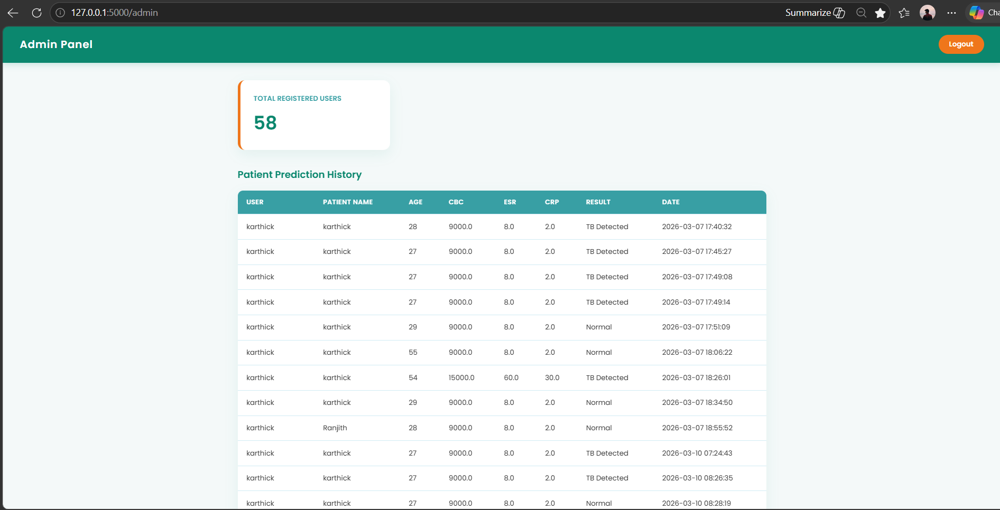 127.0.0.1:5000/admin Summarize Cha
Admin Panel Logout
TOTAL REGISTERED USERS
58
Patient Prediction History
USER PATIENT NAME AGE CBC ESR CRP RESULT DATE
karthick karthick 28 9000.0 8.0 2.0 TB Detected 2026-03-07 17:40:32
karthick karthick 27 9000.0 8.0 2.0 TB Detected 2026-03-07 17:45:27
karthick karthick 27 9000.0 8.0 2.0 TB Detected 2026-03-07 17:49:08
karthick karthick 27 9000.0 8.0 2.0 TB Detected 2026-03-07 17:49:14
karthick karthick 29 9000.0 8.0 2.0 Normal 2026-03-07 17:51:09
karthick karthick 55 9000.0 8.0 2.0 Normal 2026-03-07 18:06:22
karthick karthick 54 15000.0 60.0 30.0 TB Detected 2026-03-07 18:26:01
karthick karthick 29 9000.0 8.0 2.0 Normal 2026-03-07 18:34:50
karthick Ranjith 28 9000.0 8.0 2.0 Normal 2026-03-07 18:55:52
karthick karthick 27 9000.0 8.0 2.0 TB Detected 2026-03-10 07:24:43
karthick karthick 27 9000.0 8.0 2.0 TB Detected 2026-03-10 08:26:35
karthick karthick 27 9000.0 8.0 2.0 Normal 2026-03-10 08:28:19